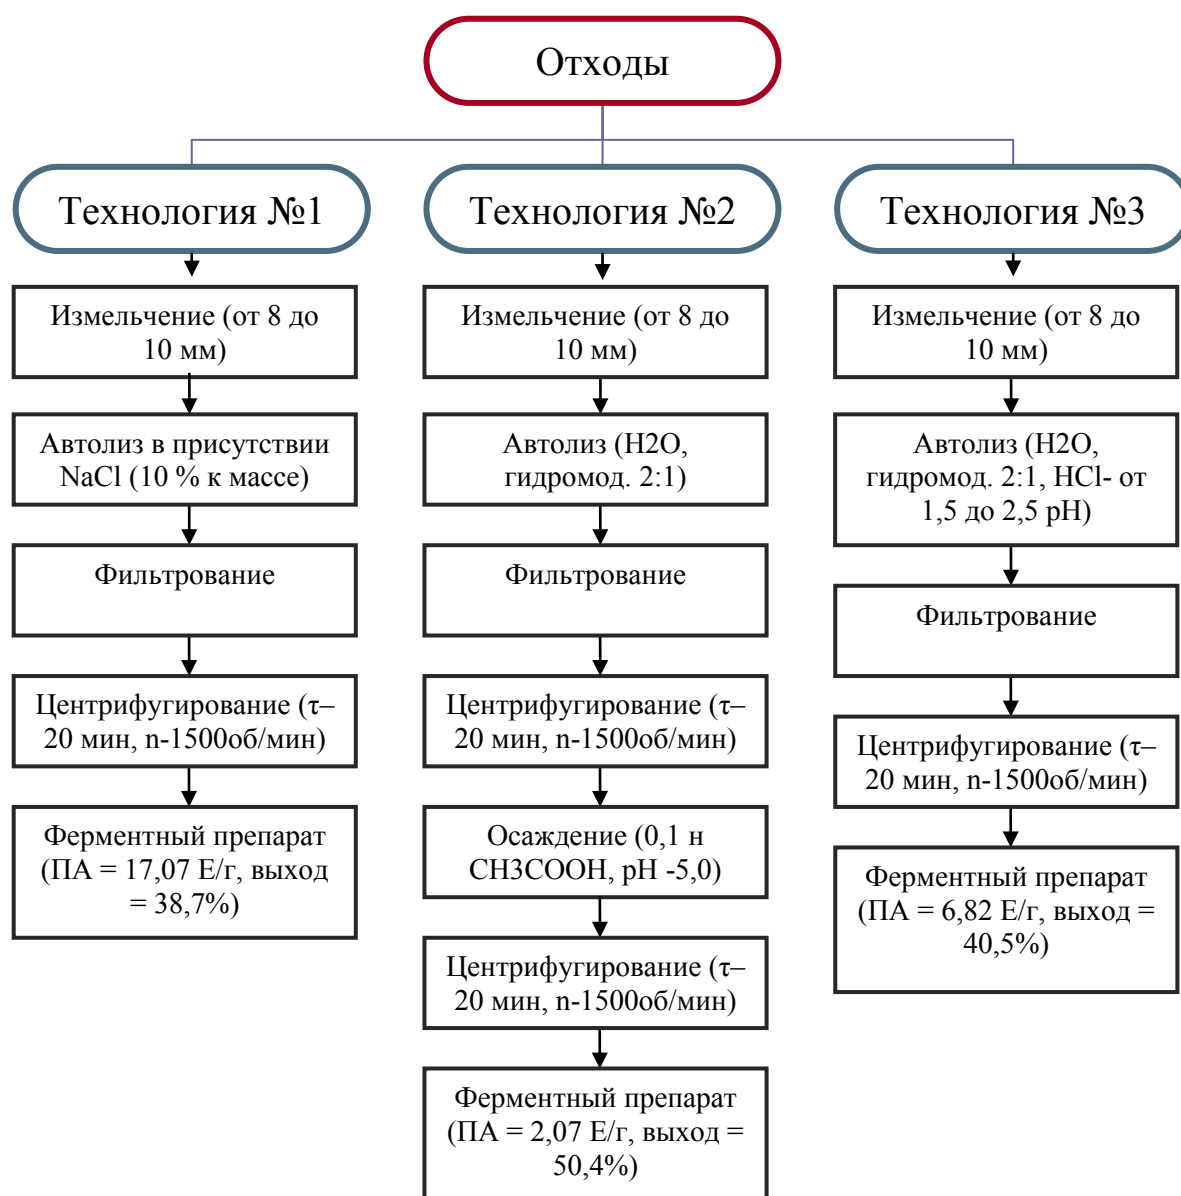 Отходы
Технология №1
Измельчение (от 8 до
10 мм)
Автолиз в присутствии
NaCl (10 % к массе)
Фильтрование
Центрифугирование (τ–
20 мин, n-1500об/мин)
Ферментный препарат
(ПА = 17,07 Е/г, выход
= 38,7%)
Технология №2
Измельчение (от 8 до
10 мм)
Автолиз (H2O,
гидромод. 2:1)
Фильтрование
Центрифугирование (τ–
20 мин, n-1500об/мин)
Осаждение (0,1 н
CH3COOH, pH -5,0)
Центрифугирование (τ–
20 мин, n-1500об/мин)
Ферментный препарат
(ПА = 2,07 Е/г, выход =
50,4%)
Технология №3
Измельчение (от 8 до
10 мм)
Автолиз (H2O,
гидромод. 2:1, HCl- от
1,5 до 2,5 pH)
Фильтрование
Центрифугирование (τ–
20 мин, n-1500об/мин)
Ферментный препарат
(ПА = 6,82 Е/г, выход =
40,5%)